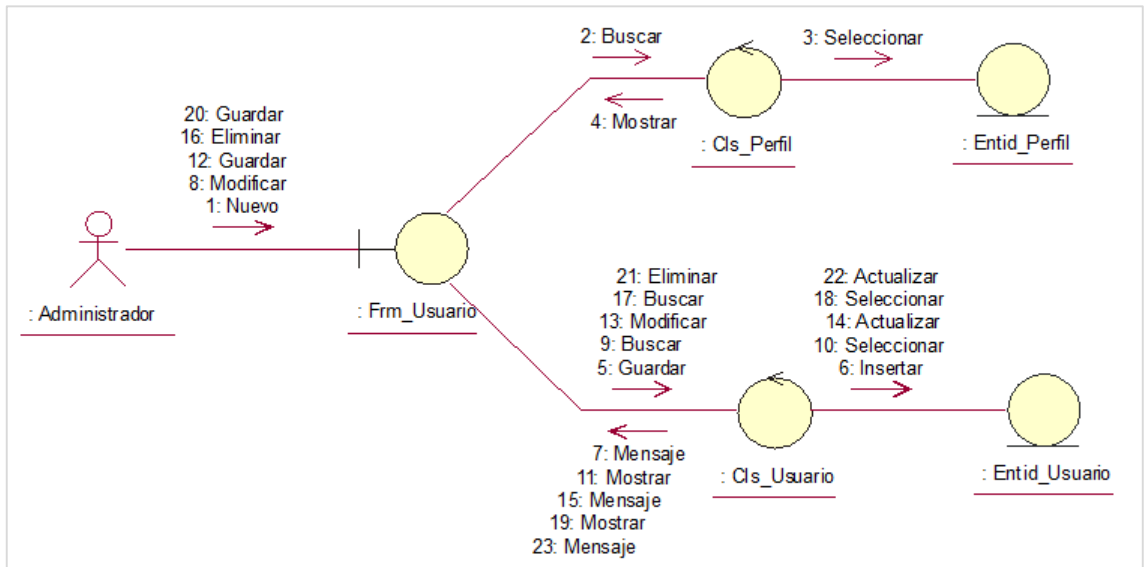 2: Buscar
3: Seleccionar
4: Mostrar
: Cls_Perfil
: Entid_Perfil
20: Guardar
16: Eliminar
12: Guardar
8: Modificar
1: Nuevo
: Administrador
: Frm_Usuario
21: Eliminar
17: Buscar
13: Modificar
9: Buscar
5: Guardar
22: Actualizar
18: Seleccionar
14: Actualizar
10: Seleccionar
6: Insertar
7: Mensaje
11: Mostrar
15: Mensaje
19: Mostrar
23: Mensaje
: Cls_Usuario
: Entid_Usuario